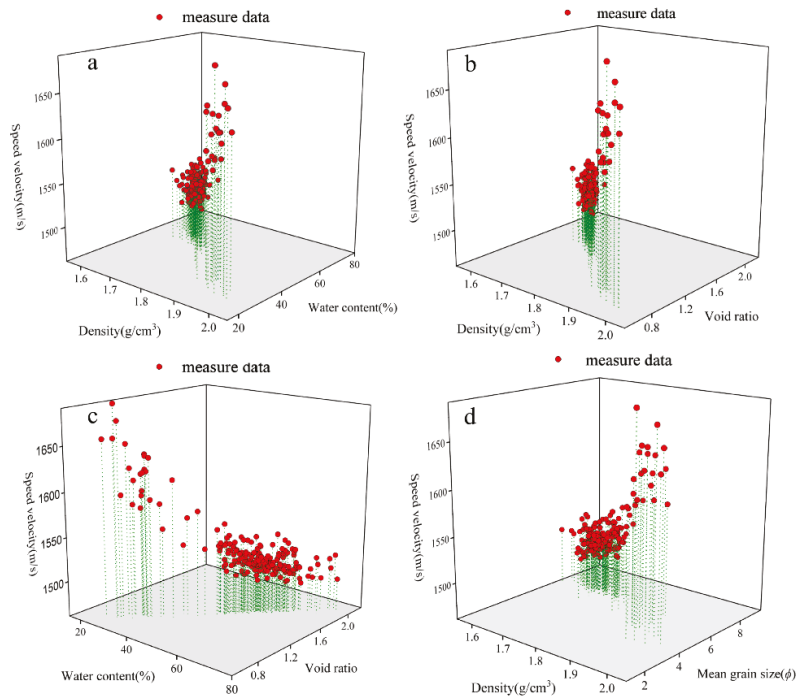 measure data
a
Speed velocity(m/s)
1650
1600
1550
1500
1.6
1.7
1.8
1.9
2.0
Density(g/cm³)
20
40
60
80
Water content(%)
measure data
b
Speed velocity(m/s)
1650
1600
1550
1500
1.6
1.7
1.8
1.9
2.0
Density(g/cm³)
0.8
1.2
1.6
2.0
Void ratio
measure data
c
Speed velocity(m/s)
1650
1600
1550
1500
20
40
60
80
Water content(%)
0.8
1.2
1.6
2.0
Void ratio
measure data
d
Speed velocity(m/s)
1650
1600
1550
1500
1.6
1.7
1.8
1.9
2.0
Density(g/cm³)
2
4
6
8
Mean grain size(ϕ)